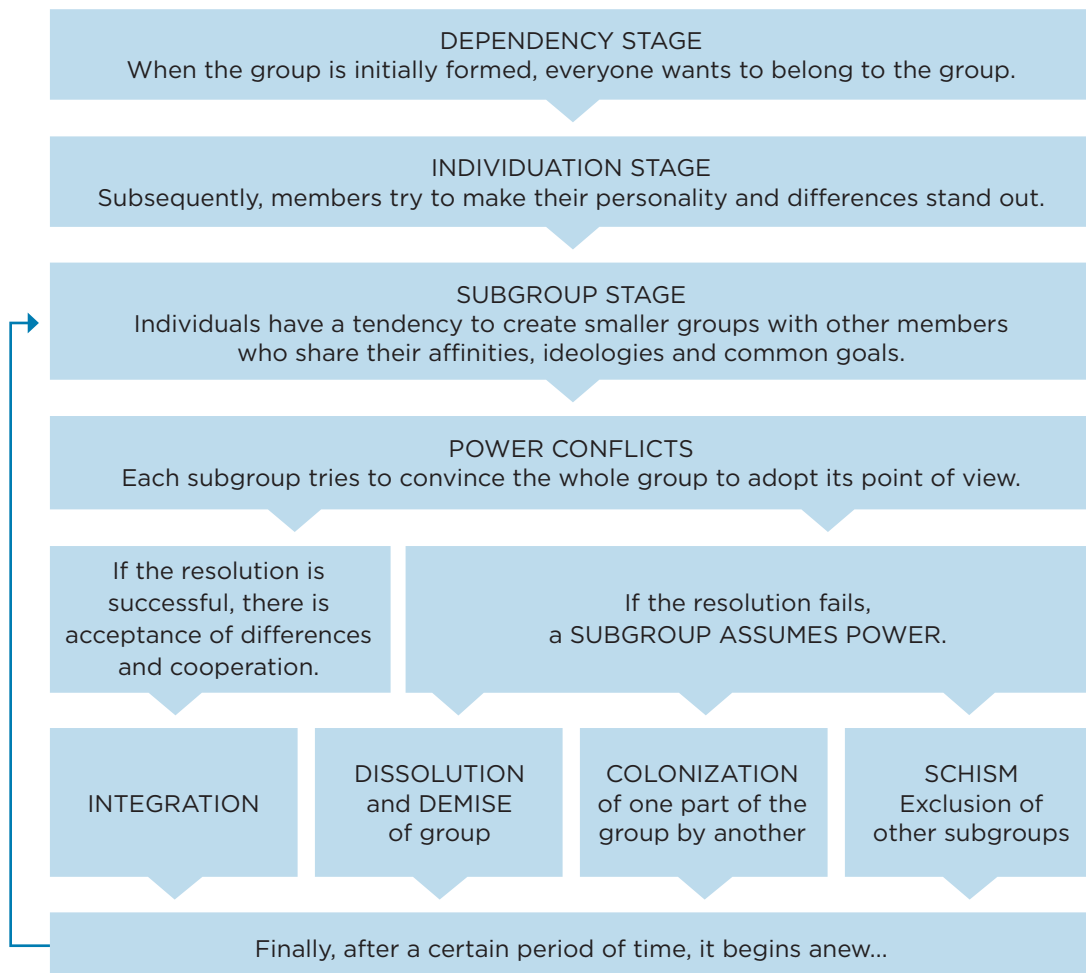 DEPENDENCY STAGE
When the group is initially formed, everyone wants to belong to the group.
INDIVIDUATION STAGE
Subsequently, members try to make their personality and differences stand out.
SUBGROUP STAGE
Individuals have a tendency to create smaller groups with other members
who share their affinities, ideologies and common goals.
POWER CONFLICTS
Each subgroup tries to convince the whole group to adopt its point of view.
If the resolution is
successful, there is
acceptance of differences
and cooperation.
If the resolution fails,
a SUBGROUP ASSUMES POWER.
INTEGRATION
DISSOLUTION
and DEMISE
of group
COLONIZATION
of one part of the
group by another
SCHISM
Exclusion of
other subgroups
Finally, after a certain period of time, it begins anew...